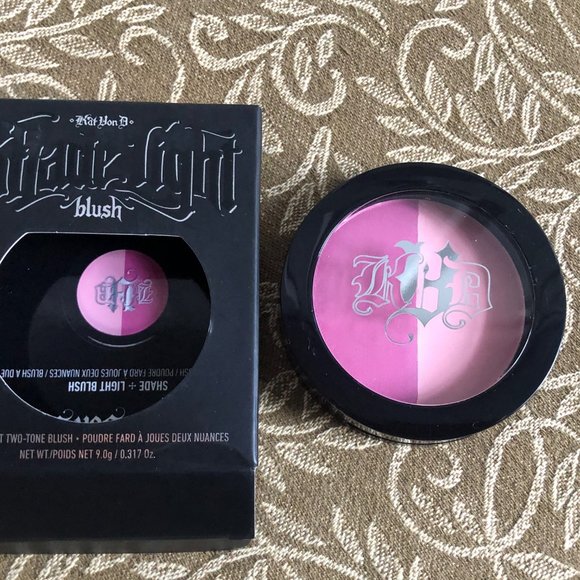 • Kat Von D •
Shade+Light
blush
SHADE + LIGHT BLUSH
POUDRE FARD À JOUES DEUX NUANCES / BLUSH A DUE
TWO-TONE BLUSH • POUDRE FARD À JOUES DEUX NUANCES
NET WT./POIDS NET 9.0g / 0.317 Oz.
KVD